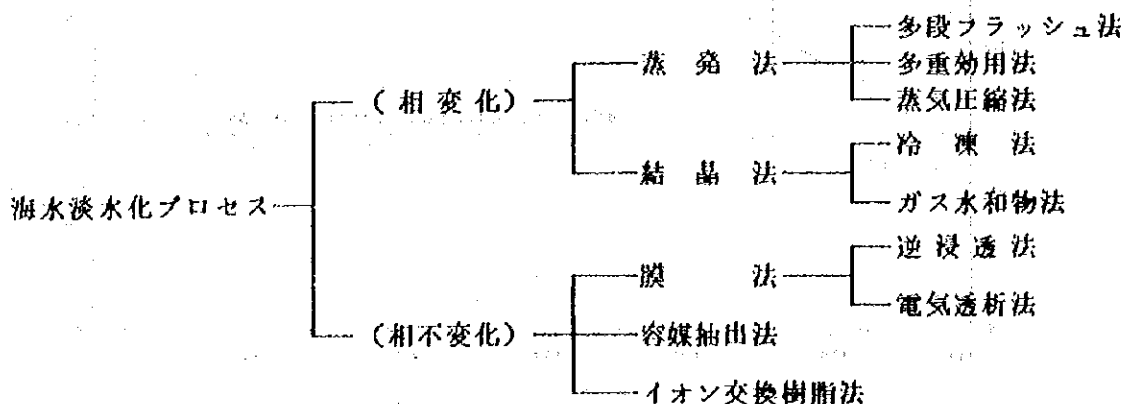 多段フラッシュ法
蒸発法
多重効用法
(相変化)
蒸気圧縮法
冷凍法
結晶法
海水淡水化プロセス
ガス水和物法
逆浸透法
膜法
電気透析法
(相不変化)
容媒抽出法
イオン交換樹脂法